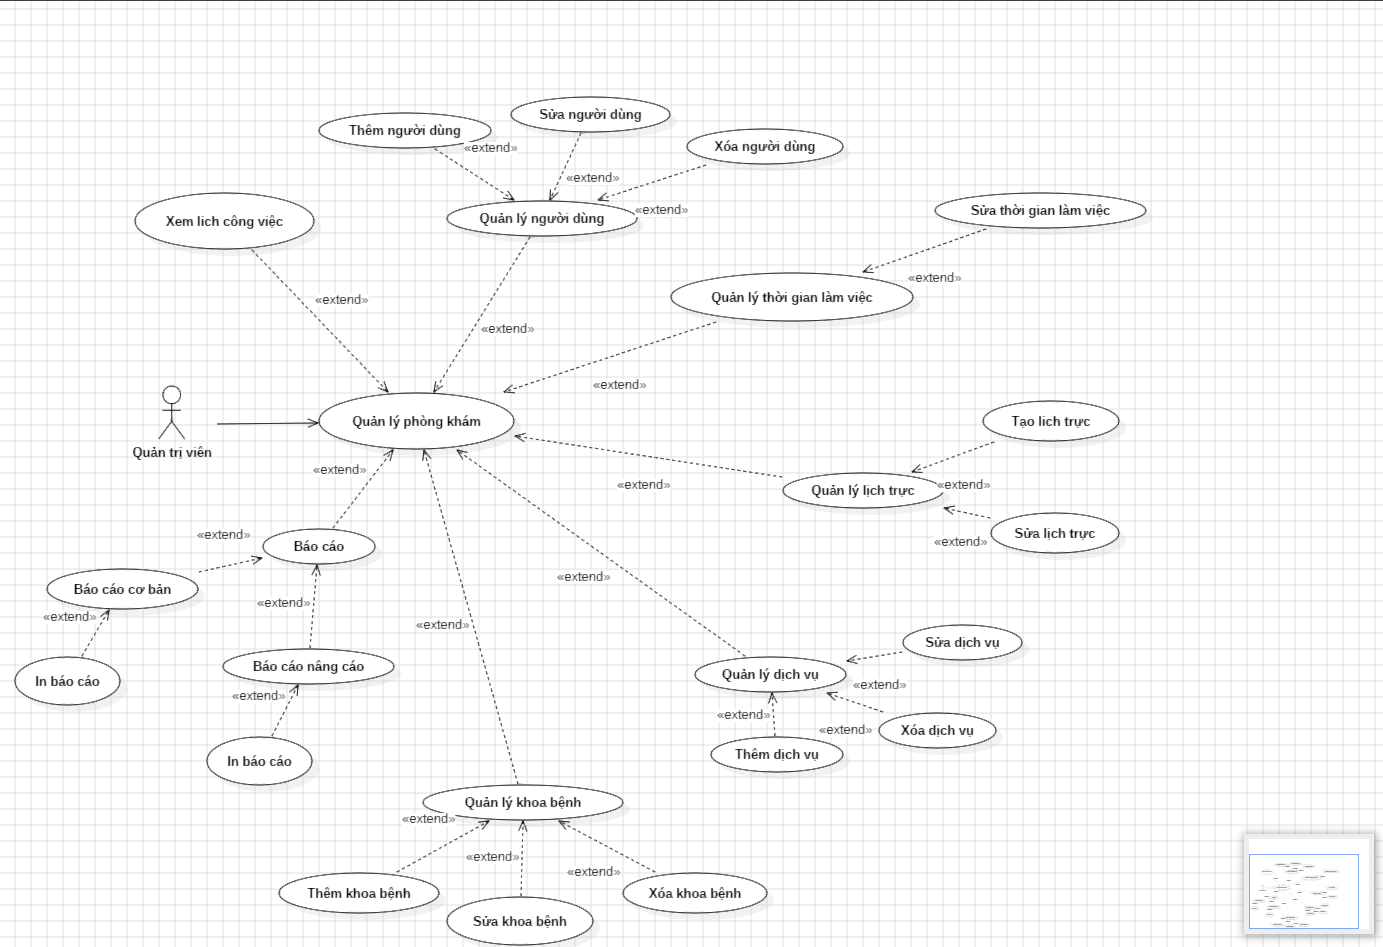 Sửa người dùng
Thêm người dùng
«extend»
Xóa người dùng
«extend»
«extend»
Xem lich công việc
Quản lý người dùng
Sửa thời gian làm việc
«extend»
Quản lý thời gian làm việc
«extend»
«extend»
«extend»
Quản lý phòng khám
Tạo lich trực
Quản trị viên
«extend»
«extend»
Quản lý lịch trực
«extend»
Sửa lịch trực
«extend»
«extend»
Báo cáo
«extend»
Báo cáo cơ bản
«extend»
«extend»
«extend»
Sửa dịch vụ
Báo cáo nâng cáo
Quản lý dịch vụ
In báo cáo
«extend»
«extend»
«extend»
«extend»
Xóa dịch vụ
Thêm dịch vụ
In báo cáo
Quản lý khoa bệnh
«extend»
«extend»
«extend»
Thêm khoa bệnh
Xóa khoa bệnh
Sửa khoa bệnh